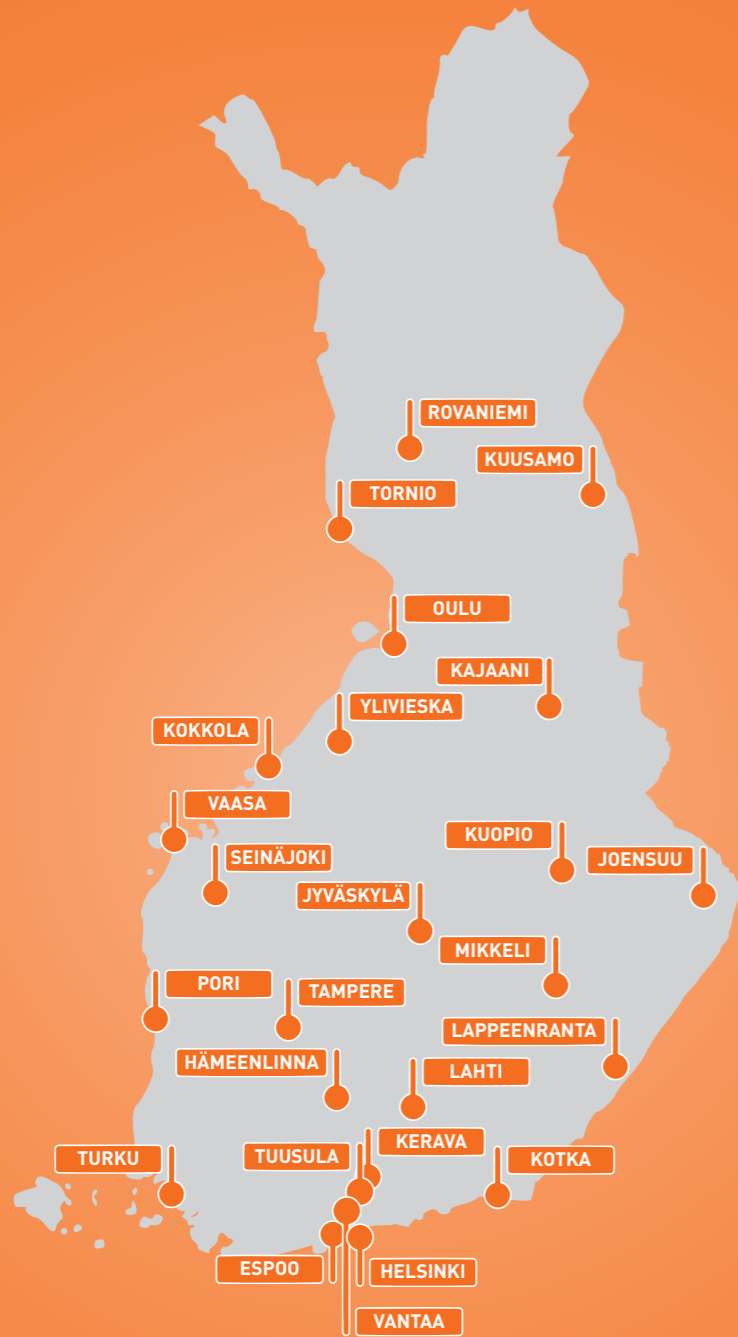 ROVANIEMI
KUUSAMO
TORNIO
OULU
KAJAANI
YLIVIESKA
KOKKOLA
VAASA
KUOPIO
SEINÄJOKI
JOENSUU
JYVÄSKYLÄ
MIKKELI
PORI
TAMPERE
LAPPEENRANTA
HÄMEENLINNA
LAHTI
KERAVA
TUUSULA
TURKU
KOTKA
ESPOO
HELSINKI
VANTAA